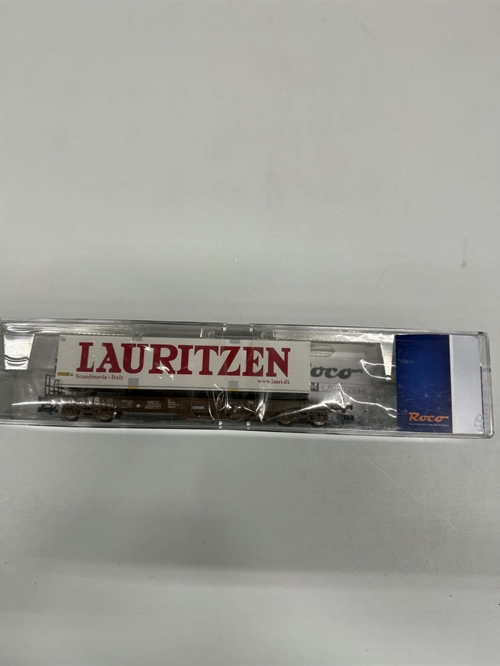 LAURITZEN
Scandinavia - Italy
www.lauri.dk
Roco
Roco